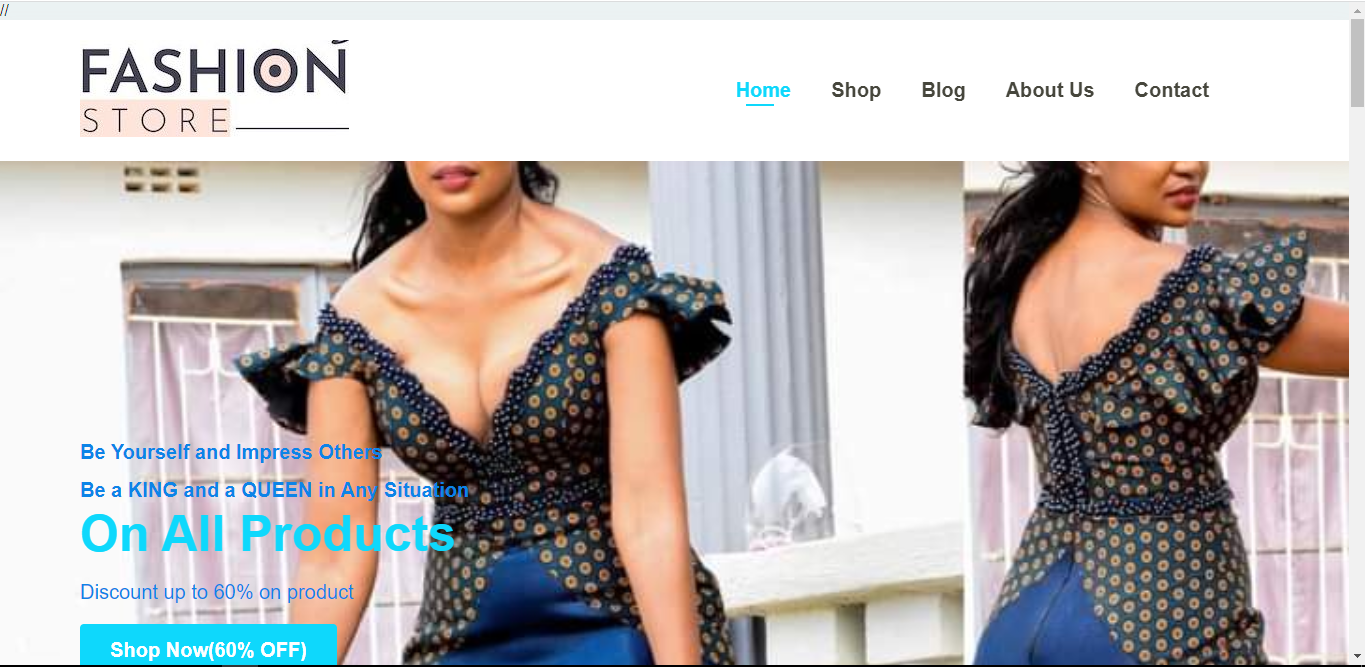 //
FASHION
STORE
Home Shop Blog About Us Contact
Be Yourself and Impress Others
Be a KING and a QUEEN in Any Situation
On All Products
Discount up to 60% on product
Shop Now(60% OFF)